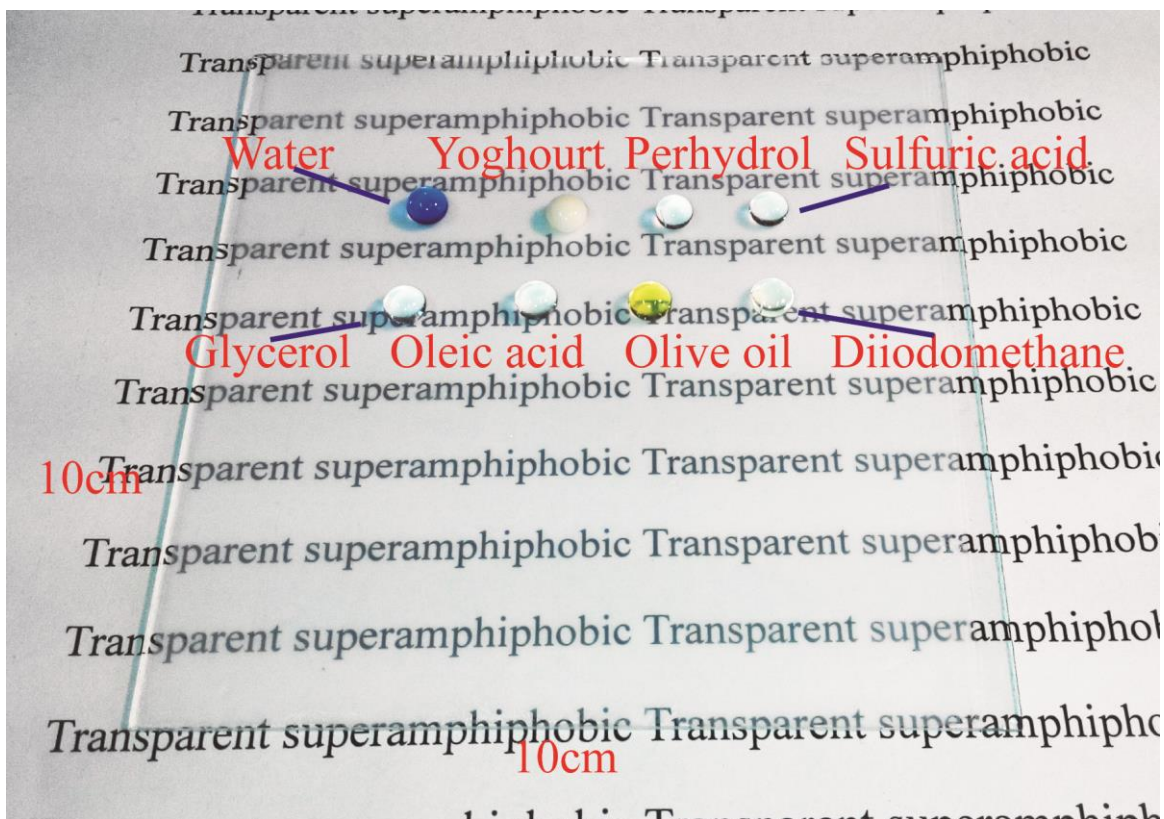 Transparent superamphiphobic Transparent superamphiphobic
Transparent superamphiphobic Transparent superamphiphobic
Water Yoghourt Perhydrol Sulfuric acid
Transparent superamphiphobic Transparent superamphiphobic
Transparent superamphiphobic Transparent superamphiphobic
Transparent superamphiphobic Transparent superamphiphobic
Glycerol Oleic acid Olive oil Diiodomethane
Transparent superamphiphobic Transparent superamphiphobic
10cm
Transparent superamphiphobic Transparent superamphiphobic
Transparent superamphiphobic Transparent superamphiphobi
Transparent superamphiphobic Transparent superamphiphob
Transparent superamphiphobic Transparent superamphipho
10cm